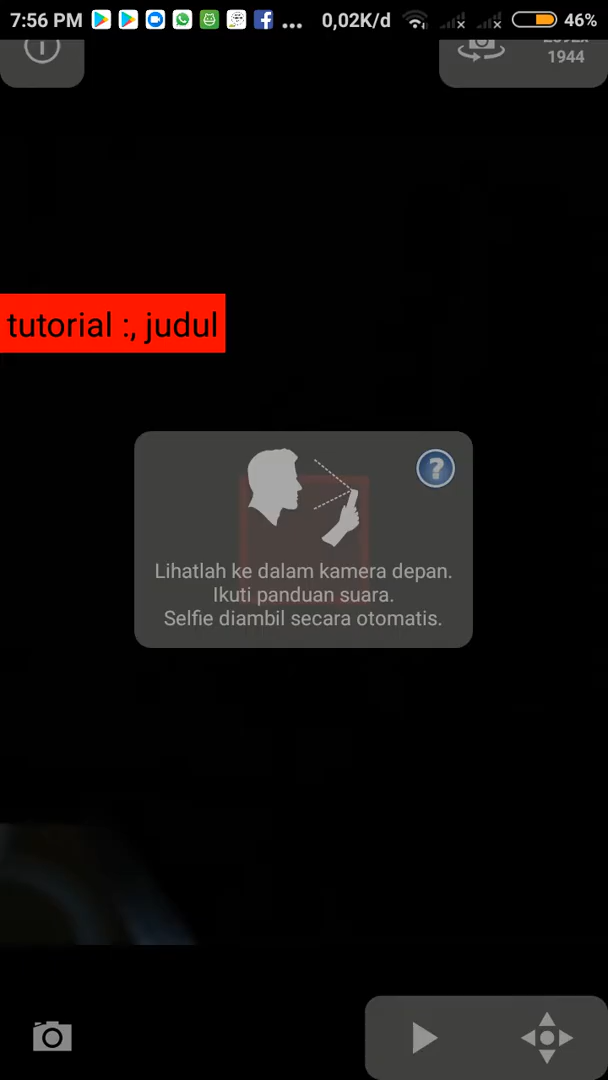 7:56 PM ... 0,02K/d 46%
1944
tutorial :, judul
?
Lihatlah ke dalam kamera depan.
Ikuti panduan suara.
Selfie diambil secara otomatis.